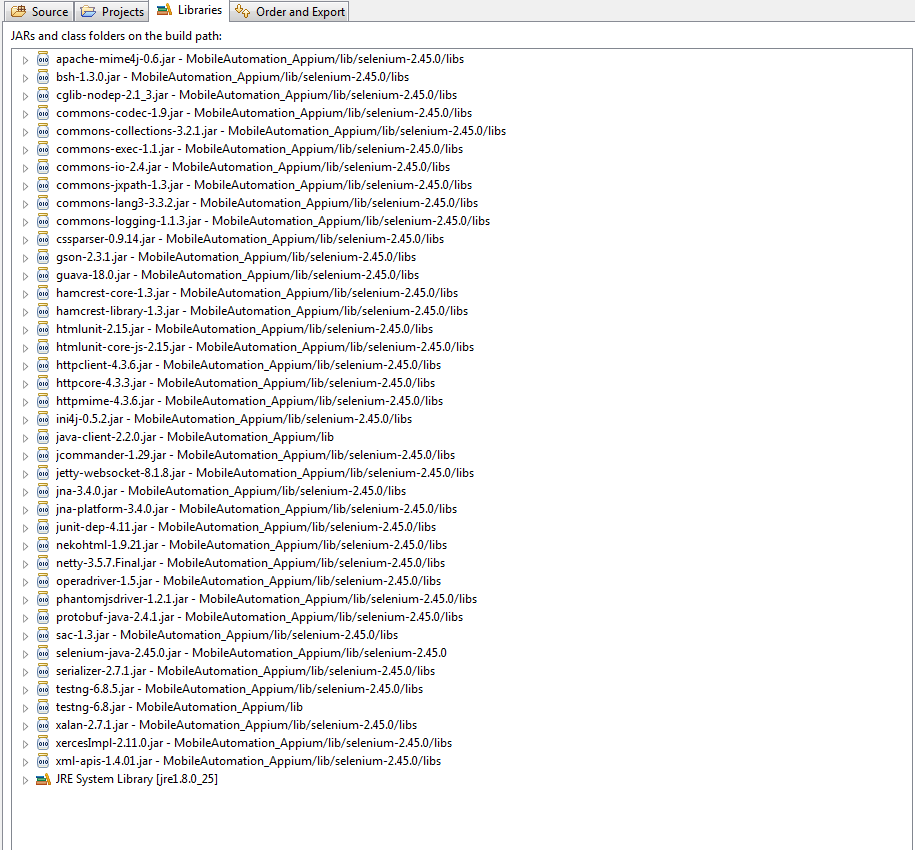 Source Projects Libraries Order and Export
JARs and class folders on the build path:
apache-mime4j-0.6.jar - MobileAutomation_Appium/lib/selenium-2.45.0/libs
bsh-1.3.0.jar - MobileAutomation_Appium/lib/selenium-2.45.0/libs
cglib-nodep-2.1_3.jar - MobileAutomation_Appium/lib/selenium-2.45.0/libs
commons-codec-1.9.jar - MobileAutomation_Appium/lib/selenium-2.45.0/libs
commons-collections-3.2.1.jar - MobileAutomation_Appium/lib/selenium-2.45.0/libs
commons-exec-1.1.jar - MobileAutomation_Appium/lib/selenium-2.45.0/libs
commons-io-2.4.jar - MobileAutomation_Appium/lib/selenium-2.45.0/libs
commons-jxpath-1.3.jar - MobileAutomation_Appium/lib/selenium-2.45.0/libs
commons-lang3-3.3.2.jar - MobileAutomation_Appium/lib/selenium-2.45.0/libs
commons-logging-1.1.3.jar - MobileAutomation_Appium/lib/selenium-2.45.0/libs
cssparser-0.9.14.jar - MobileAutomation_Appium/lib/selenium-2.45.0/libs
gson-2.3.1.jar - MobileAutomation_Appium/lib/selenium-2.45.0/libs
guava-18.0.jar - MobileAutomation_Appium/lib/selenium-2.45.0/libs
hamcrest-core-1.3.jar - MobileAutomation_Appium/lib/selenium-2.45.0/libs
hamcrest-library-1.3.jar - MobileAutomation_Appium/lib/selenium-2.45.0/libs
htmlunit-2.15.jar - MobileAutomation_Appium/lib/selenium-2.45.0/libs
htmlunit-core-js-2.15.jar - MobileAutomation_Appium/lib/selenium-2.45.0/libs
httpclient-4.3.6.jar - MobileAutomation_Appium/lib/selenium-2.45.0/libs
httpcore-4.3.3.jar - MobileAutomation_Appium/lib/selenium-2.45.0/libs
httpmime-4.3.6.jar - MobileAutomation_Appium/lib/selenium-2.45.0/libs
ini4j-0.5.2.jar - MobileAutomation_Appium/lib/selenium-2.45.0/libs
java-client-2.2.0.jar - MobileAutomation_Appium/lib
jcommander-1.29.jar - MobileAutomation_Appium/lib/selenium-2.45.0/libs
jetty-websocket-8.1.8.jar - MobileAutomation_Appium/lib/selenium-2.45.0/libs
jna-3.4.0.jar - MobileAutomation_Appium/lib/selenium-2.45.0/libs
jna-platform-3.4.0.jar - MobileAutomation_Appium/lib/selenium-2.45.0/libs
junit-dep-4.11.jar - MobileAutomation_Appium/lib/selenium-2.45.0/libs
nekohtml-1.9.21.jar - MobileAutomation_Appium/lib/selenium-2.45.0/libs
netty-3.5.7.Final.jar - MobileAutomation_Appium/lib/selenium-2.45.0/libs
operadriver-1.5.jar - MobileAutomation_Appium/lib/selenium-2.45.0/libs
phantomjsdriver-1.2.1.jar - MobileAutomation_Appium/lib/selenium-2.45.0/libs
protobuf-java-2.4.1.jar - MobileAutomation_Appium/lib/selenium-2.45.0/libs
sac-1.3.jar - MobileAutomation_Appium/lib/selenium-2.45.0/libs
selenium-java-2.45.0.jar - MobileAutomation_Appium/lib/selenium-2.45.0
serializer-2.7.1.jar - MobileAutomation_Appium/lib/selenium-2.45.0/libs
testng-6.8.5.jar - MobileAutomation_Appium/lib/selenium-2.45.0/libs
testng-6.8.jar - MobileAutomation_Appium/lib
xalan-2.7.1.jar - MobileAutomation_Appium/lib/selenium-2.45.0/libs
xercesImpl-2.11.0.jar - MobileAutomation_Appium/lib/selenium-2.45.0/libs
xml-apis-1.4.01.jar - MobileAutomation_Appium/lib/selenium-2.45.0/libs
JRE System Library [jre1.8.0_25]